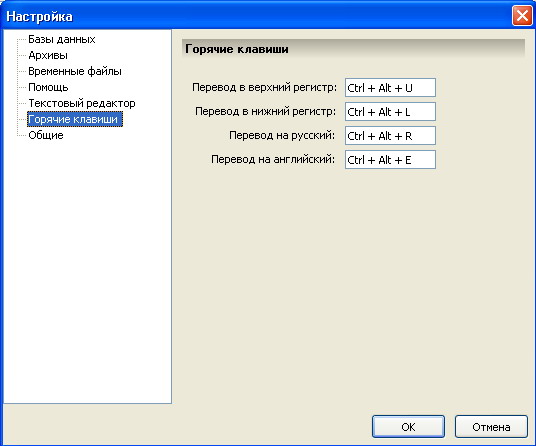 Настройка
Базы данных
Архивы
Временные файлы
Помощь
Текстовый редактор
Горячие клавиши
Общие
Горячие клавиши
Перевод в верхний регистр: Ctrl + Alt + U
Перевод в нижний регистр: Ctrl + Alt + L
Перевод на русский: Ctrl + Alt + R
Перевод на английский: Ctrl + Alt + E
OK Отмена